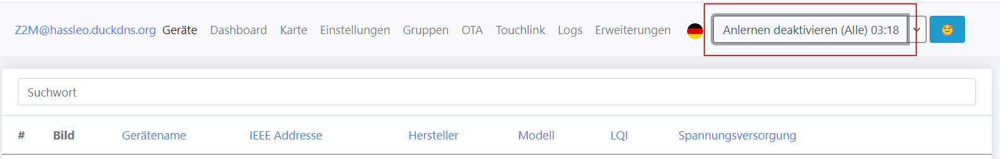 Z2M@hassleo.duckdns.org Geräte Dashboard Karte Einstellungen Gruppen OTA Touchlink Logs Erweiterungen Anlernen deaktivieren (Alle) 03:18
Suchwort
# Bild Gerätename IEEE Addresse Hersteller Modell LQI Spannungsversorgung